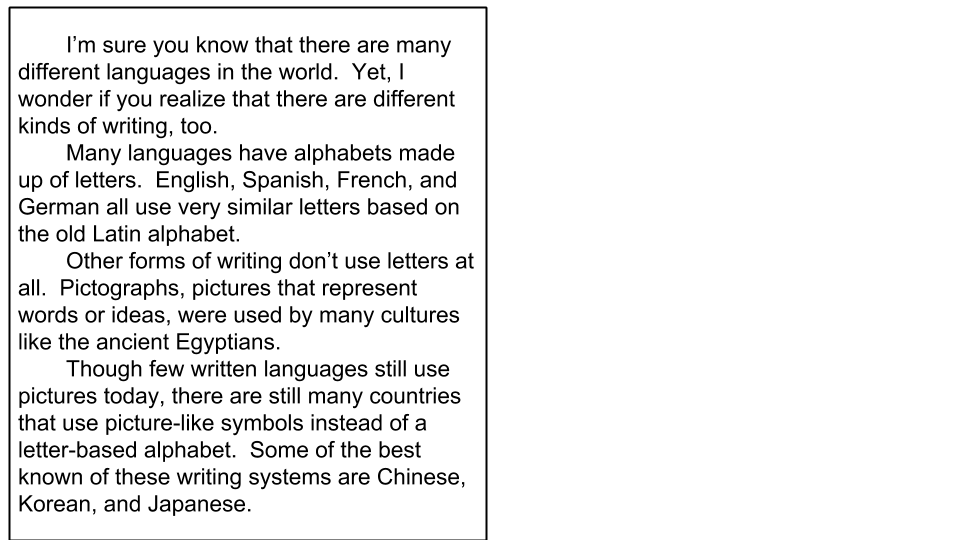 I’m sure you know that there are many
different languages in the world.  Yet, I
wonder if you realize that there are different
kinds of writing, too.
Many languages have alphabets made
up of letters.  English, Spanish, French, and
German all use very similar letters based on
the old Latin alphabet.
Other forms of writing don’t use letters at
all.  Pictographs, pictures that represent
words or ideas, were used by many cultures
like the ancient Egyptians.
Though few written languages still use
pictures today, there are still many countries
that use picture-like symbols instead of a
letter-based alphabet.  Some of the best
known of these writing systems are Chinese,
Korean, and Japanese.